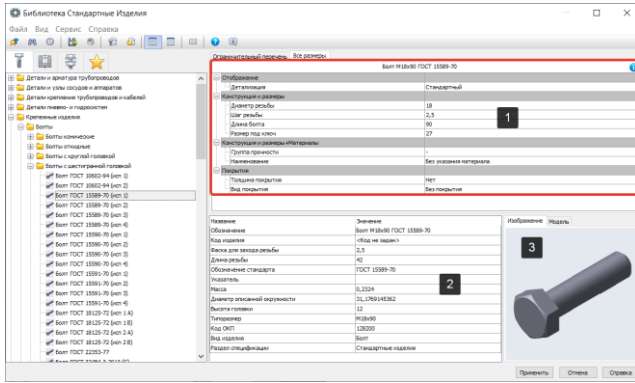 Библиотека Стандартные Изделия
Файл Вид Сервис Справка
Ограничительный перечень Все размеры
Болт М18х90 ГОСТ 15589-70
Детали и арматура трубопроводов
Детали и узлы сосудов и аппаратов
Детали крепления трубопроводов и кабелей
Детали пневмо- и гидросистем
Крепежные изделия
Болты
Болты конические
Болты откидные
Болты с круглой головкой
Болты с шестигранной головкой
Болт ГОСТ 10602-94 (исп 1)
Болт ГОСТ 10602-94 (исп 2)
Болт ГОСТ 15589-70 (исп 1)
Болт ГОСТ 15589-70 (исп 2)
Болт ГОСТ 15589-70 (исп 3)
Болт ГОСТ 15589-70 (исп 4)
Болт ГОСТ 15590-70 (исп 1)
Болт ГОСТ 15590-70 (исп 2)
Болт ГОСТ 15590-70 (исп 3)
Болт ГОСТ 15590-70 (исп 4)
Болт ГОСТ 15591-70 (исп 1)
Болт ГОСТ 15591-70 (исп 2)
Болт ГОСТ 15591-70 (исп 3)
Болт ГОСТ 15591-70 (исп 4)
Болт ГОСТ 18125-72 (исп 1 А)
Болт ГОСТ 18125-72 (исп 1 В)
Болт ГОСТ 18125-72 (исп 2 А)
Болт ГОСТ 18125-72 (исп 2 В)
Болт ГОСТ 22353-77
Отображение
Детализация Стандартный
Конструкция и размеры
Диаметр резьбы 18
Шаг резьбы 2,5
Длина болта 90
Размер под ключ 27
1
Конструкция и размеры\Материалы
Группа прочности -
Наименование Без указания материала
Покрытия
Толщина покрытия Нет
Вид покрытия Без покрытия
Название Значение
Обозначение Болт М18х90 ГОСТ 15589-70
Код изделия <Код не задан>
Фаска для захода резьбы 2,5
Длина резьбы 42
Обозначение стандарта ГОСТ 15589-70
Указатель
Масса 0,2324
Диаметр описанной окружности 31,1769145362
Высота головки 12
Типоразмер М18х90
Код ОКП 128200
Вид изделия Болт
Раздел спецификации Стандартные изделия
2
Изображение Модель
3
Применить Отмена Справка